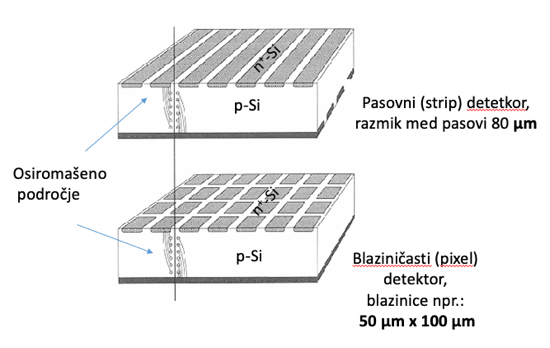 n⁺-Si
p-Si
Pasovni (strip) detetkor,
razmik med pasovi 80 µm
Osiromašeno
področje
n⁺-Si
p-Si
Blaziničasti (pixel)
detektor,
blazinice npr.:
50 µm x 100 µm